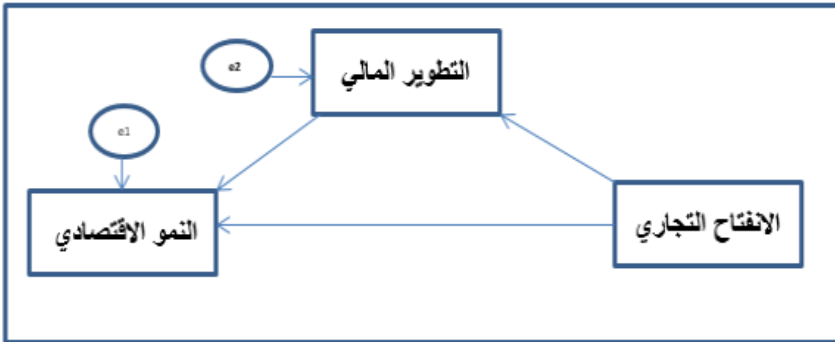 التطوير المالي
e2
e1
الانفتاح التجاري
النمو الاقتصادي